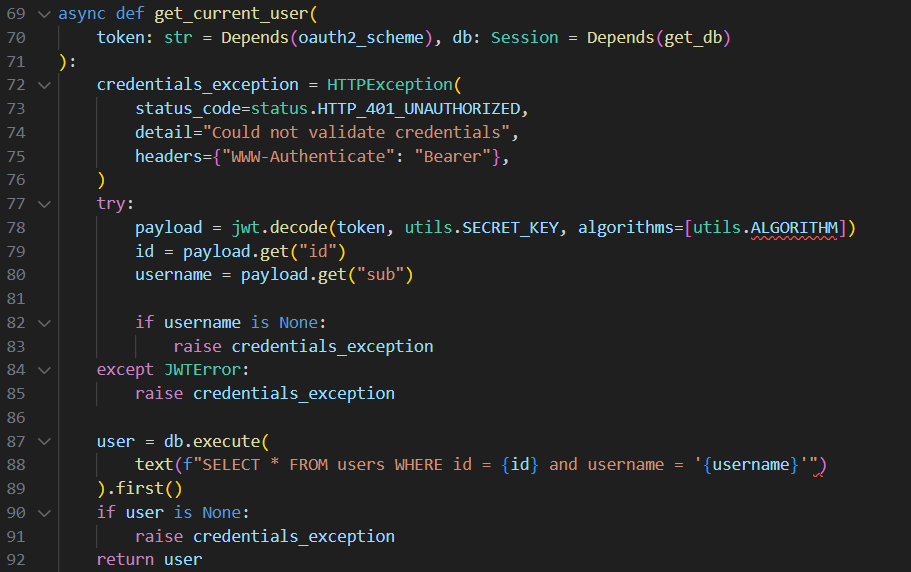 69 async def get_current_user(
70     token: str = Depends(oauth2_scheme), db: Session = Depends(get_db)
71 ):
72     credentials_exception = HTTPException(
73         status_code=status.HTTP_401_UNAUTHORIZED,
74         detail="Could not validate credentials",
75         headers={"WWW-Authenticate": "Bearer"},
76     )
77     try:
78         payload = jwt.decode(token, utils.SECRET_KEY, algorithms=[utils.ALGORITHM])
79         id = payload.get("id")
80         username = payload.get("sub")
81
82         if username is None:
83             raise credentials_exception
84     except JWTError:
85         raise credentials_exception
86
87     user = db.execute(
88         text(f"SELECT * FROM users WHERE id = {id} and username = '{username}'")
89     ).first()
90     if user is None:
91         raise credentials_exception
92     return user